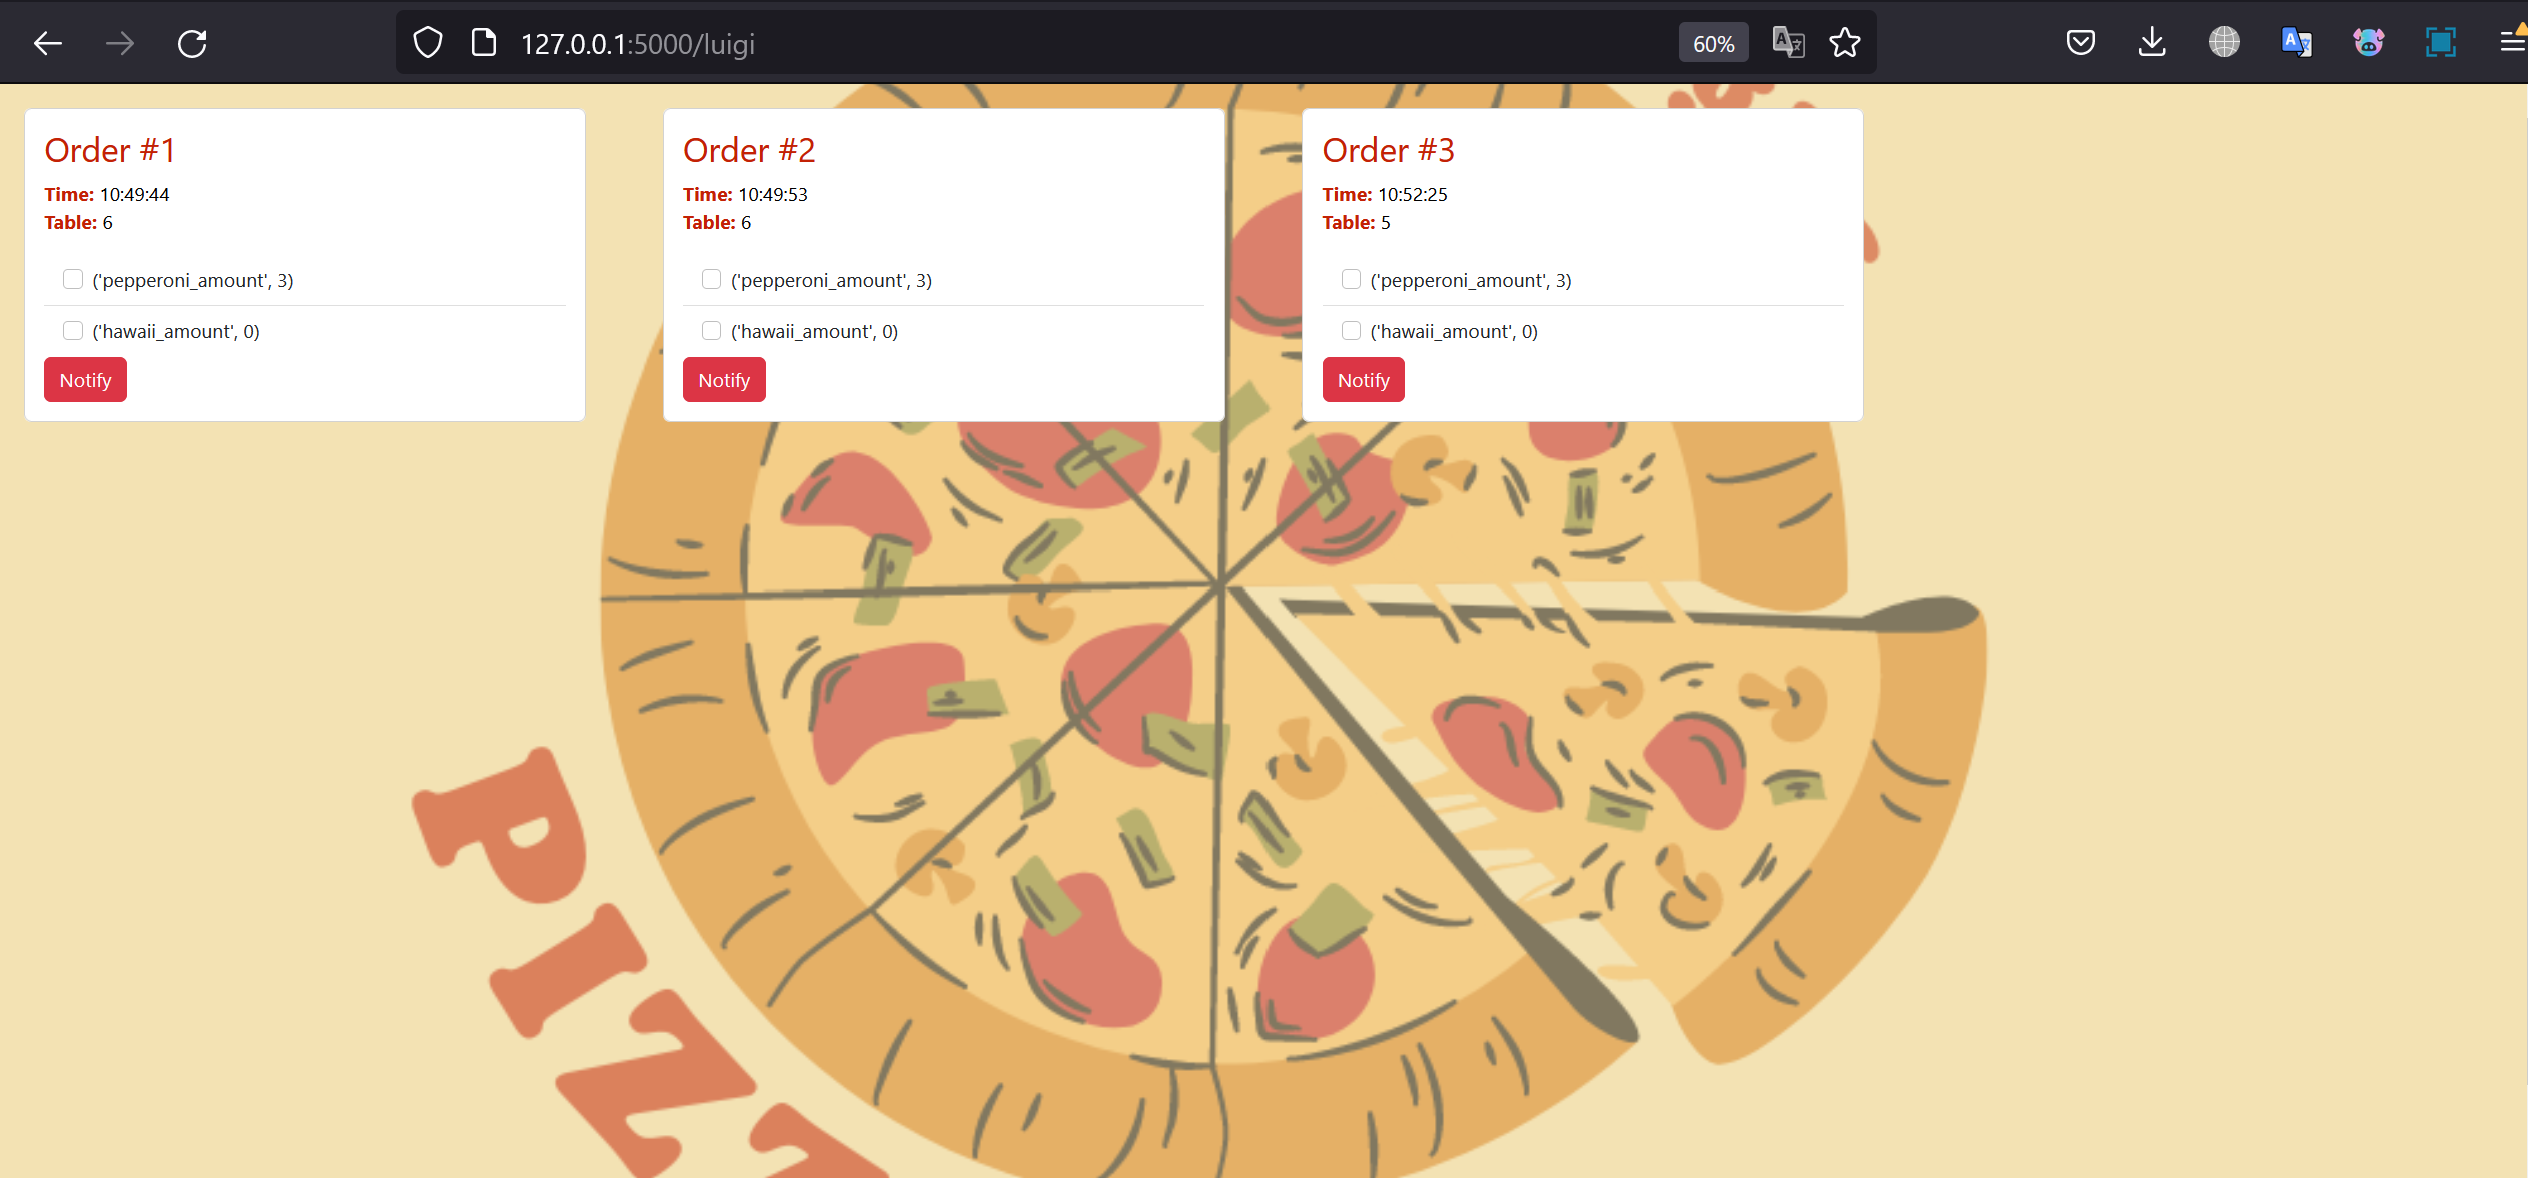 127.0.0.1:5000/luigi
60%
Order #1
Time: 10:49:44
Table: 6
('pepperoni_amount', 3)
('hawaii_amount', 0)
Notify
Order #2
Time: 10:49:53
Table: 6
('pepperoni_amount', 3)
('hawaii_amount', 0)
Notify
Order #3
Time: 10:52:25
Table: 5
('pepperoni_amount', 3)
('hawaii_amount', 0)
Notify